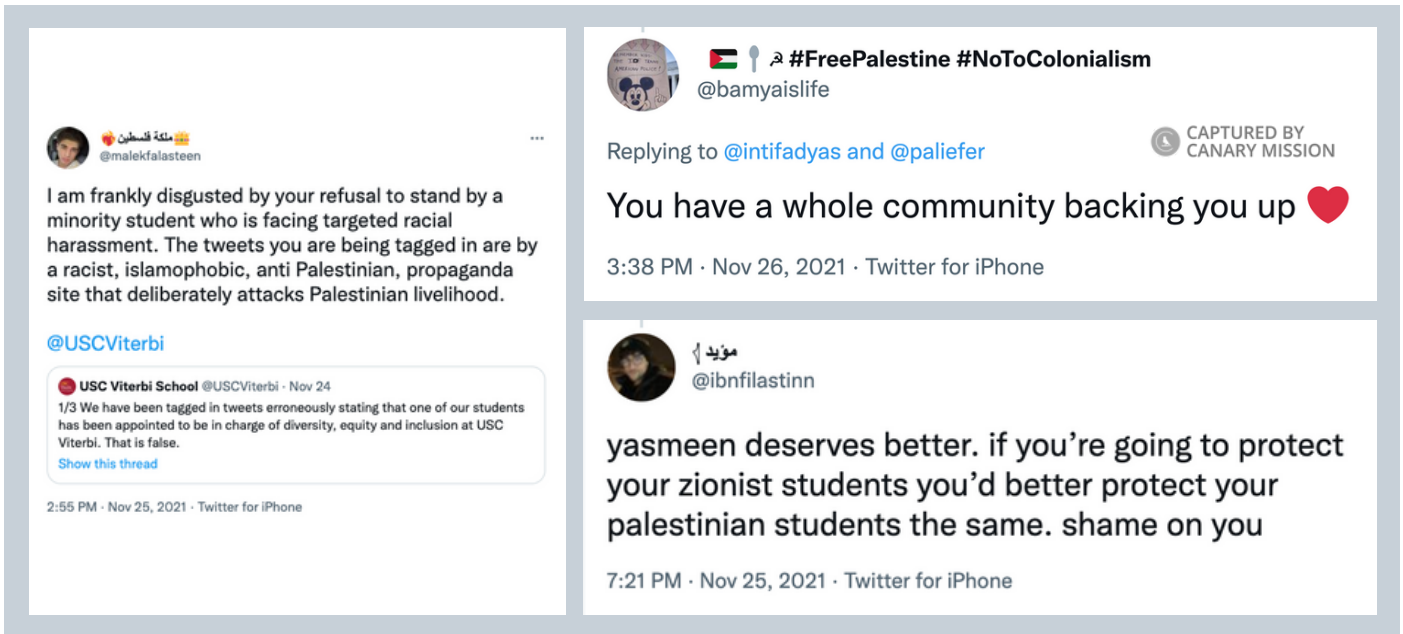 ملكة فلسطين
@malekfalasteen
I am frankly disgusted by your refusal to stand by a
minority student who is facing targeted racial
harassment. The tweets you are being tagged in are by
a racist, islamophobic, anti Palestinian, propaganda
site that deliberately attacks Palestinian livelihood.
@USCViterbi
USC Viterbi School @USCViterbi · Nov 24
1/3 We have been tagged in tweets erroneously stating that one of our students
has been appointed to be in charge of diversity, equity and inclusion at USC
Viterbi. That is false.
Show this thread
2:55 PM · Nov 25, 2021 · Twitter for iPhone
🇵🇸 🥄 ☭ #FreePalestine #NoToColonialism
@bamyaislife
Replying to @intifadyas and @paliefer
CAPTURED BY
CANARY MISSION
You have a whole community backing you up ❤️
3:38 PM · Nov 26, 2021 · Twitter for iPhone
مؤيد
@ibnfilastinn
yasmeen deserves better. if you’re going to protect
your zionist students you’d better protect your
palestinian students the same. shame on you
7:21 PM · Nov 25, 2021 · Twitter for iPhone